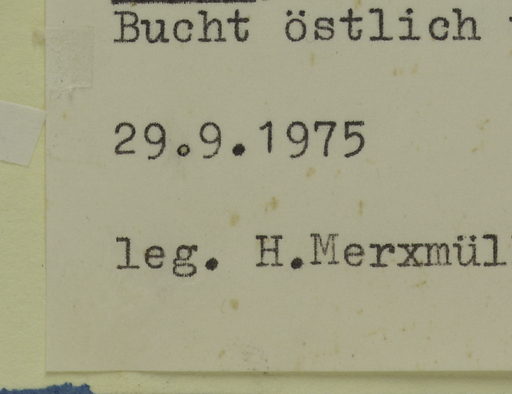 Bucht östlich
29.9.1975
leg. H.Merxmül